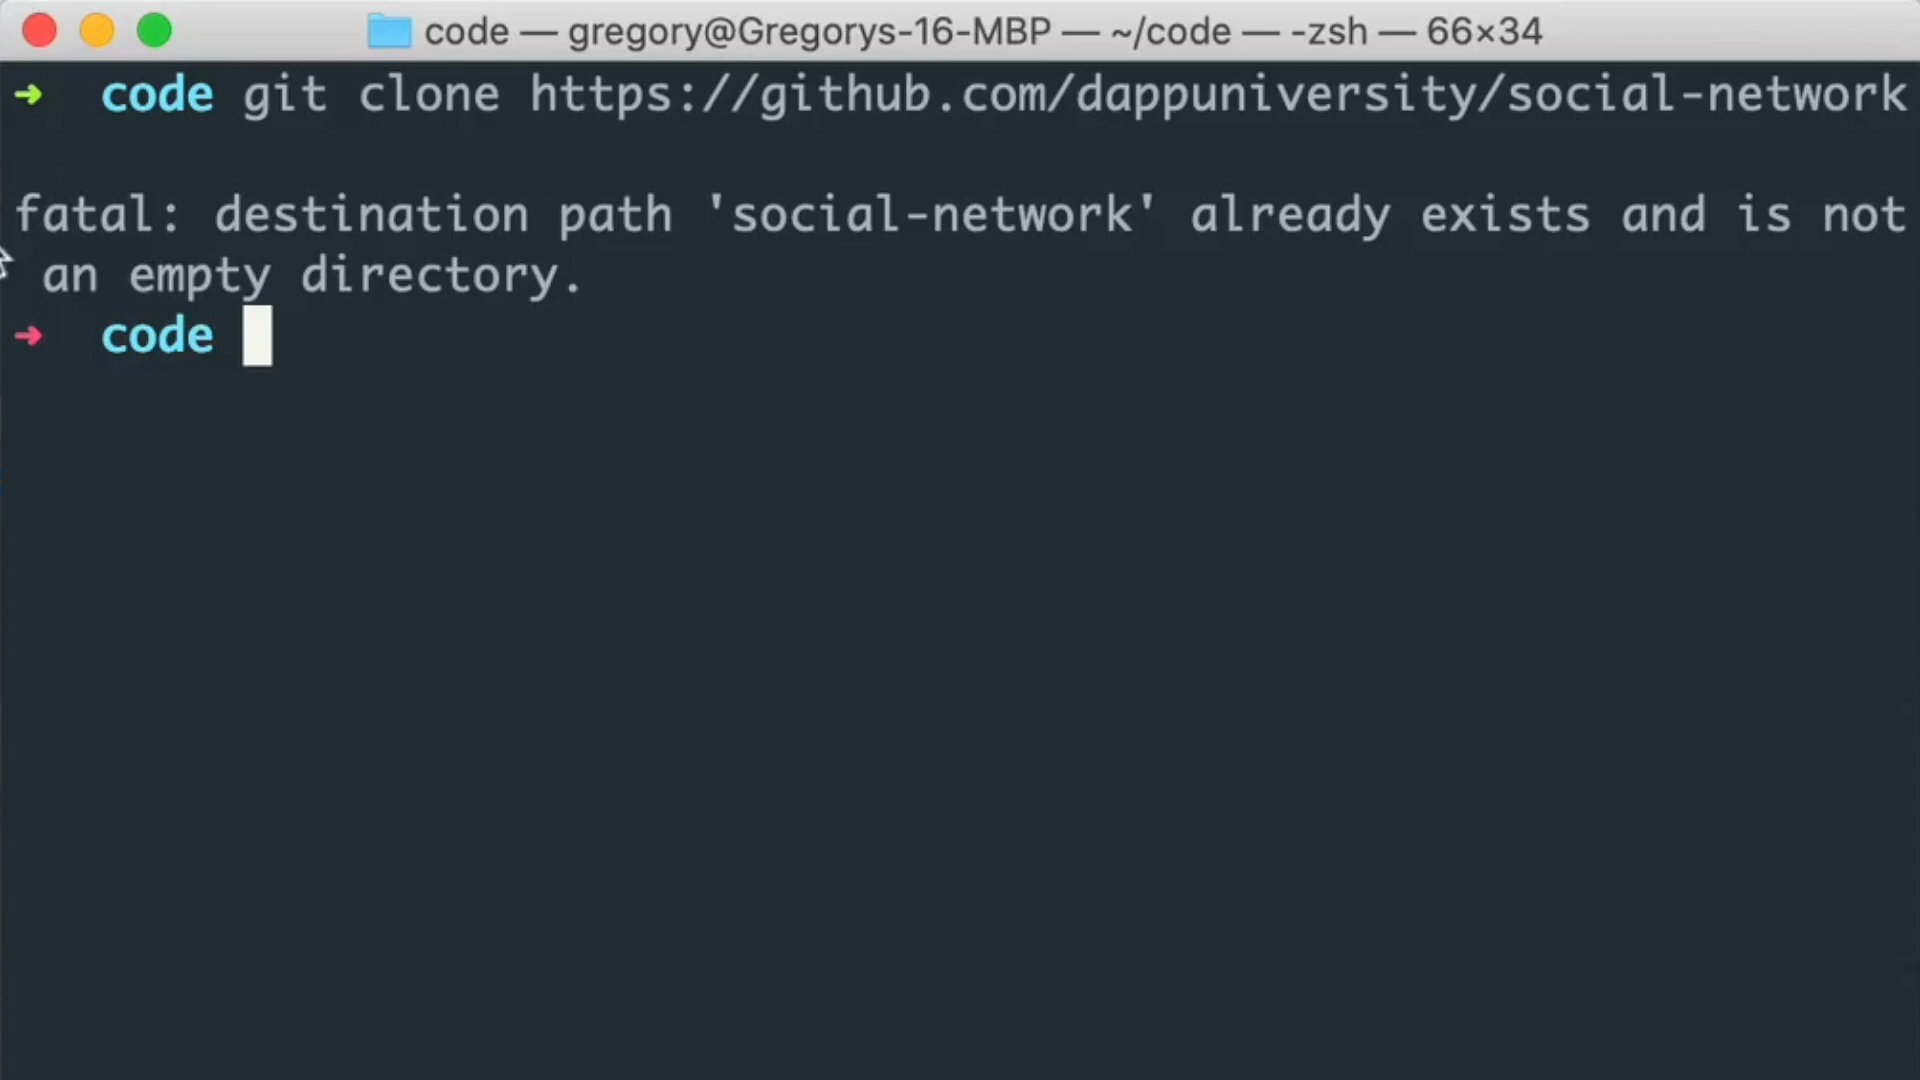 code — gregory@Gregorys-16-MBP — ~/code — -zsh — 66×34
➜ code git clone https://github.com/dappuniversity/social-network
fatal: destination path 'social-network' already exists and is not
an empty directory.
➜ code